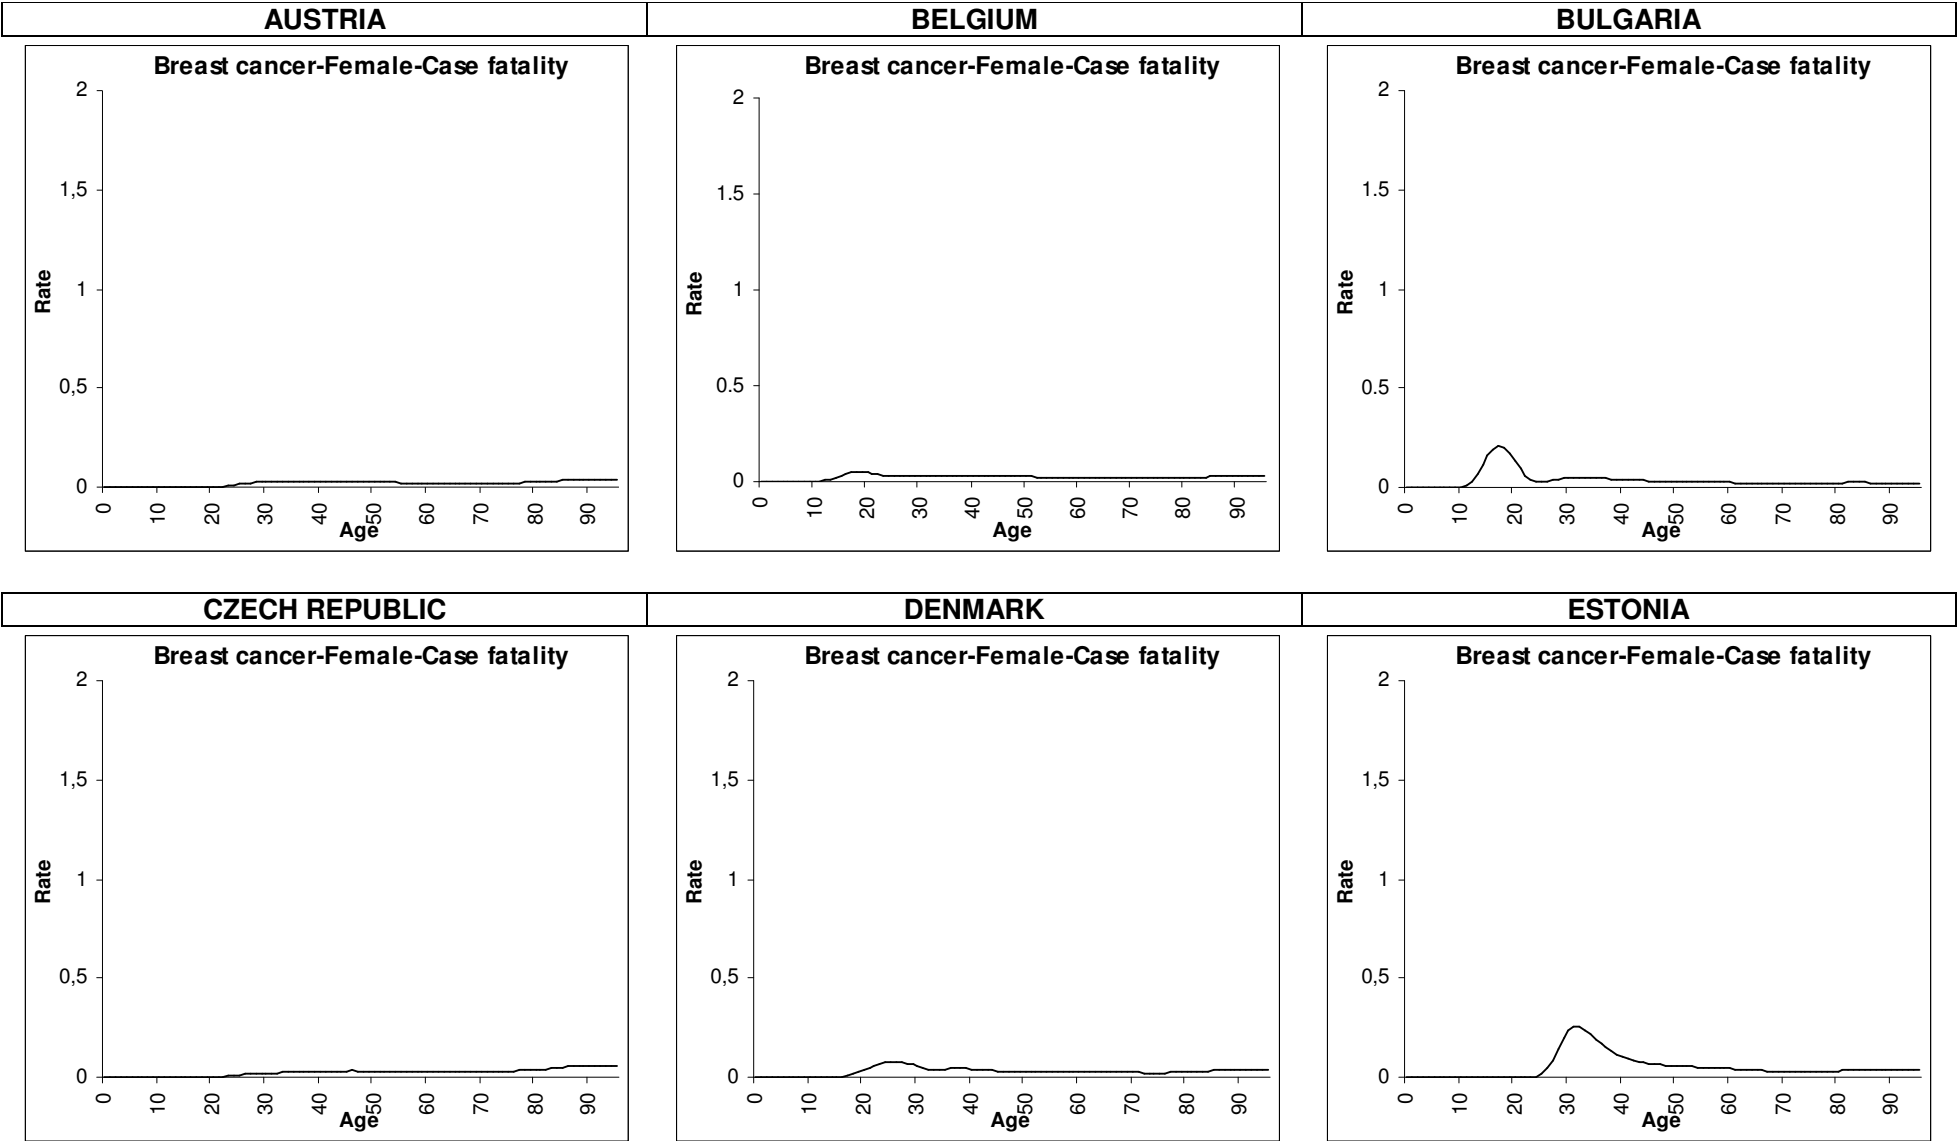 AUSTRIA BELGIUM BULGARIA
Breast cancer-Female-Case fatality
2
1,5
1
0,5
0
Rate
0 10 20 30 40 50 60 70 80 90
Age
Breast cancer-Female-Case fatality
2
1.5
1
0.5
0
Rate
0 10 20 30 40 50 60 70 80 90
Age
Breast cancer-Female-Case fatality
2
1.5
1
0.5
0
Rate
0 10 20 30 40 50 60 70 80 90
Age
CZECH REPUBLIC DENMARK ESTONIA
Breast cancer-Female-Case fatality
2
1,5
1
0,5
0
Rate
0 10 20 30 40 50 60 70 80 90
Age
Breast cancer-Female-Case fatality
2
1,5
1
0,5
0
Rate
0 10 20 30 40 50 60 70 80 90
Age
Breast cancer-Female-Case fatality
2
1,5
1
0,5
0
Rate
0 10 20 30 40 50 60 70 80 90
Age